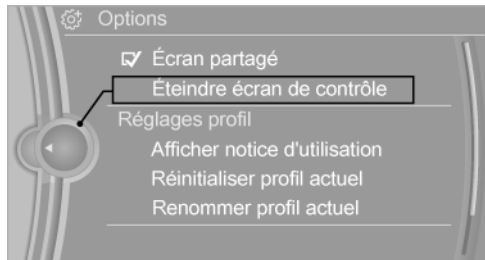 Options
Écran partagé
Éteindre écran de contrôle
Réglages profil
Afficher notice d'utilisation
Réinitialiser profil actuel
Renommer profil actuel